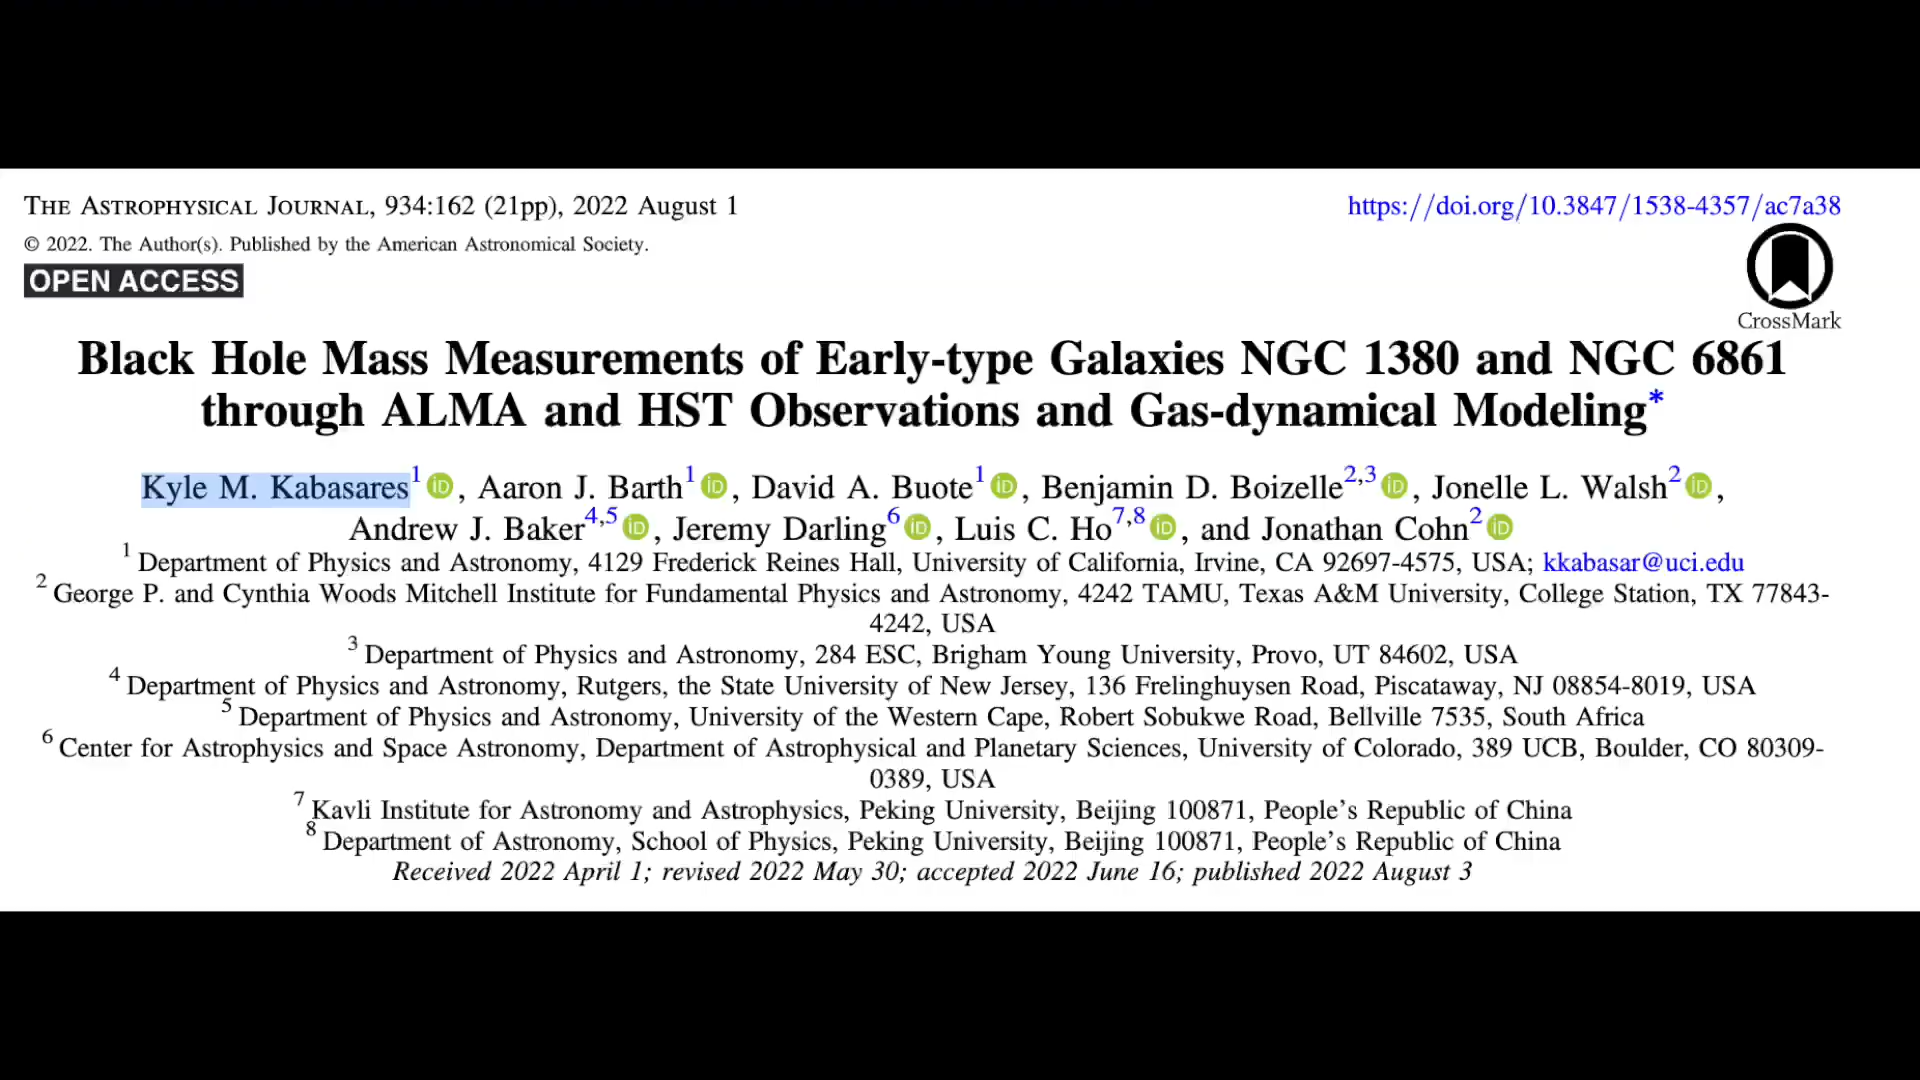 THE ASTROPHYSICAL JOURNAL, 934:162 (21pp), 2022 August 1
https://doi.org/10.3847/1538-4357/ac7a38
© 2022. The Author(s). Published by the American Astronomical Society.
OPEN ACCESS
CrossMark
Black Hole Mass Measurements of Early-type Galaxies NGC 1380 and NGC 6861
through ALMA and HST Observations and Gas-dynamical Modeling*
Kyle M. Kabasares1 iD, Aaron J. Barth1 iD, David A. Buote1 iD, Benjamin D. Boizelle2,3 iD, Jonelle L. Walsh2 iD,
Andrew J. Baker4,5 iD, Jeremy Darling6 iD, Luis C. Ho7,8 iD, and Jonathan Cohn2 iD
1 Department of Physics and Astronomy, 4129 Frederick Reines Hall, University of California, Irvine, CA 92697-4575, USA; kkabasar@uci.edu
2 George P. and Cynthia Woods Mitchell Institute for Fundamental Physics and Astronomy, 4242 TAMU, Texas A&M University, College Station, TX 77843-
4242, USA
3 Department of Physics and Astronomy, 284 ESC, Brigham Young University, Provo, UT 84602, USA
4 Department of Physics and Astronomy, Rutgers, the State University of New Jersey, 136 Frelinghuysen Road, Piscataway, NJ 08854-8019, USA
5 Department of Physics and Astronomy, University of the Western Cape, Robert Sobukwe Road, Bellville 7535, South Africa
6 Center for Astrophysics and Space Astronomy, Department of Astrophysical and Planetary Sciences, University of Colorado, 389 UCB, Boulder, CO 80309-
0389, USA
7 Kavli Institute for Astronomy and Astrophysics, Peking University, Beijing 100871, People's Republic of China
8 Department of Astronomy, School of Physics, Peking University, Beijing 100871, People's Republic of China
Received 2022 April 1; revised 2022 May 30; accepted 2022 June 16; published 2022 August 3